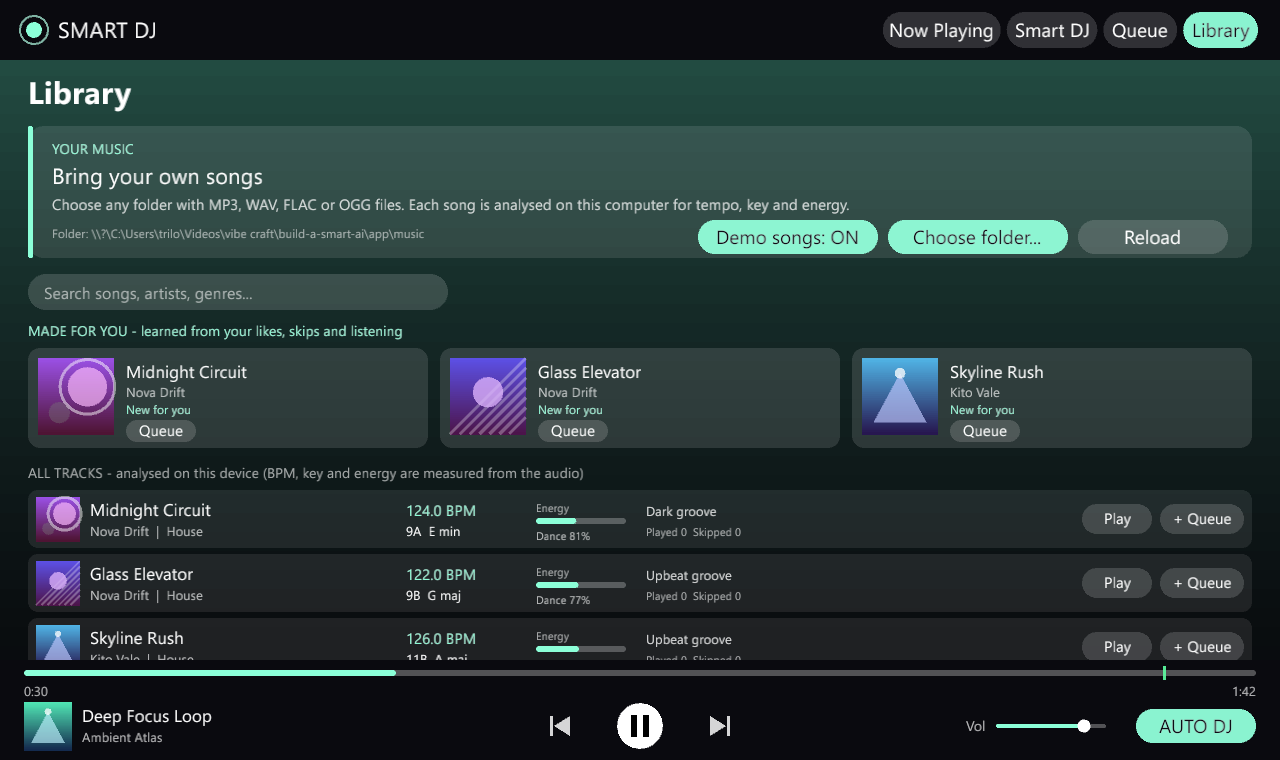 SMART DJ
Now Playing
Smart DJ
Queue
Library
Library
YOUR MUSIC
Bring your own songs
Choose any folder with MP3, WAV, FLAC or OGG files. Each song is analysed on this computer for tempo, key and energy.
Folder: \\?\C:\Users\trilo\Videos\vibe craft\build-a-smart-ai\app\music
Demo songs: ON
Choose folder...
Reload
Search songs, artists, genres...
MADE FOR YOU - learned from your likes, skips and listening
Midnight Circuit
Nova Drift
New for you
Queue
Glass Elevator
Nova Drift
New for you
Queue
Skyline Rush
Kito Vale
New for you
Queue
ALL TRACKS - analysed on this device (BPM, key and energy are measured from the audio)
Midnight Circuit
Nova Drift | House
124.0 BPM
9A E min
Energy
Dance 81%
Dark groove
Played 0 Skipped 0
Play
+ Queue
Glass Elevator
Nova Drift | House
122.0 BPM
9B G maj
Energy
Dance 77%
Upbeat groove
Played 0 Skipped 0
Play
+ Queue
Skyline Rush
Kito Vale | House
126.0 BPM
11B A maj
Energy
Upbeat groove
Played 0 Skipped 0
Play
+ Queue
0:30
1:42
Deep Focus Loop
Ambient Atlas
Vol
AUTO DJ